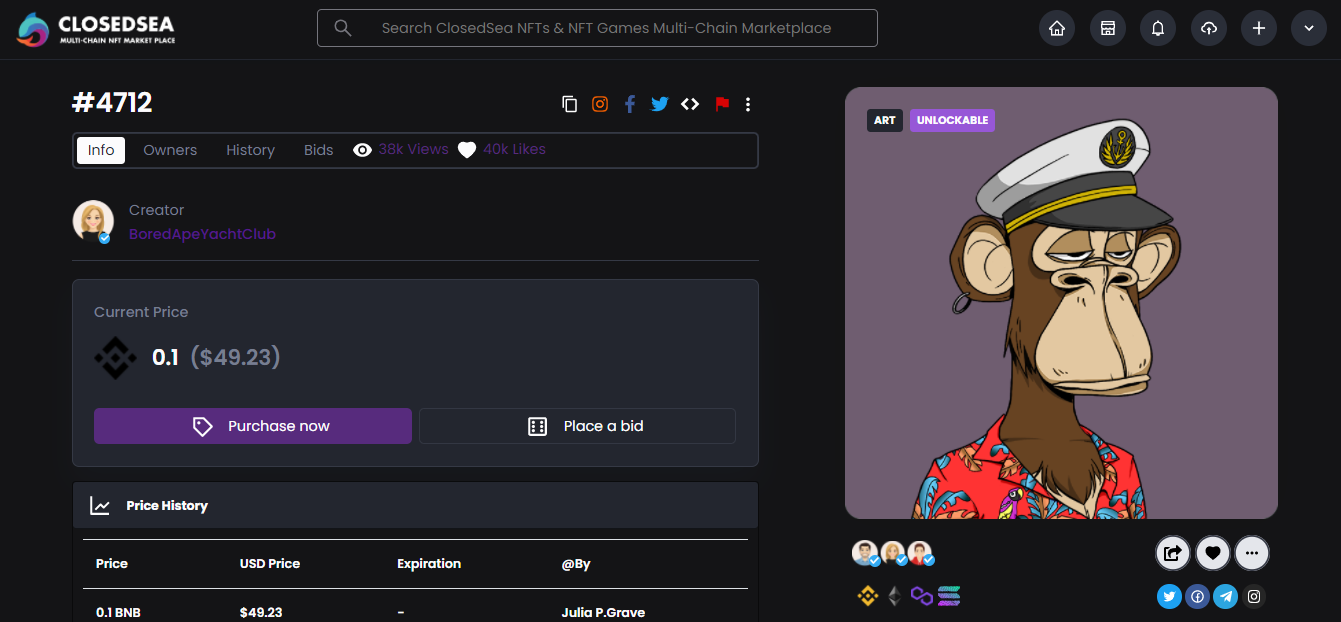 CLOSEDSEA
MULTI-CHAIN NFT MARKET PLACE
Search ClosedSea NFTs & NFT Games Multi-Chain Marketplace
#4712
Info Owners History Bids 38k Views 40k Likes
Creator
BoredApeYachtClub
Current Price
0.1 ($49.23)
Purchase now Place a bid
Price History
Price USD Price Expiration @By
0.1 BNB $49.23 - Julia P.Grave
ART UNLOCKABLE